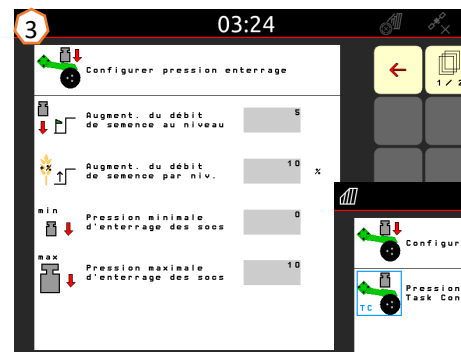 3
03:24
Configurer pression enterrage
1 / 2
Augment. du débit
de semence au niveau
5
Augment. du débit
de semence par niv.
10
%
min
Pression minimale
d'enterrage des socs
0
max
Pression maximale
d'enterrage des socs
10
Configur
Pression
Task Con
TC